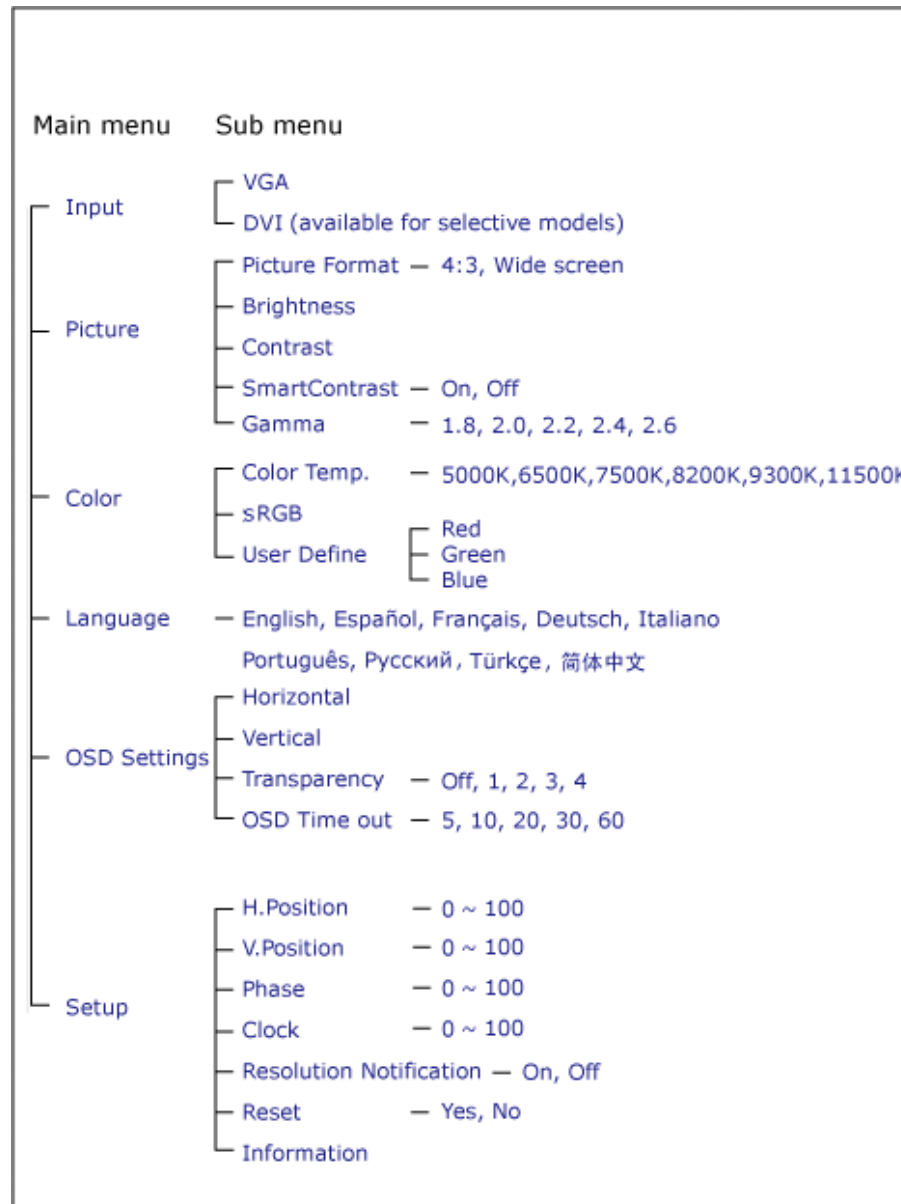 Main menu Sub menu
VGA
Input
DVI (available for selective models)
Picture Format — 4:3, Wide screen
Brightness
Picture
Contrast
SmartContrast — On, Off
Gamma — 1.8, 2.0, 2.2, 2.4, 2.6
Color Temp. — 5000K,6500K,7500K,8200K,9300K,11500K
Color
sRGB
Red
User Define Green
Blue
Language — English, Español, Français, Deutsch, Italiano
Português, Русский, Türkçe, 简体中文
Horizontal
Vertical
OSD Settings
Transparency — Off, 1, 2, 3, 4
OSD Time out — 5, 10, 20, 30, 60
H.Position — 0 ~ 100
V.Position — 0 ~ 100
Phase — 0 ~ 100
Setup
Clock — 0 ~ 100
Resolution Notification — On, Off
Reset — Yes, No
Information